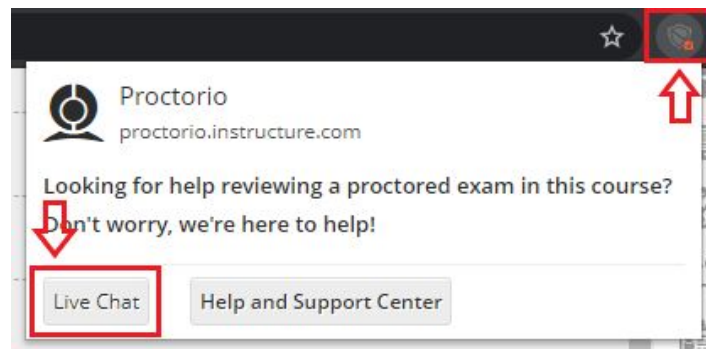 Proctorio
proctorio.instructure.com
Looking for help reviewing a proctored exam in this course?
Don't worry, we're here to help!
Live Chat
Help and Support Center